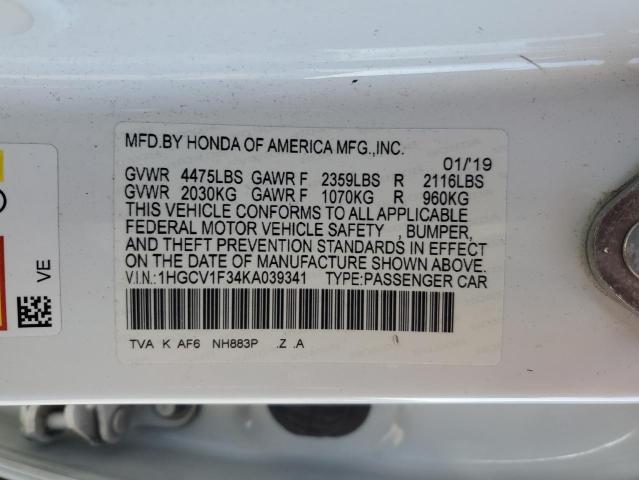 MFD.BY HONDA OF AMERICA MFG.,INC.
01/'19
GVWR 4475LBS GAWR F 2359LBS R 2116LBS
GVWR 2030KG GAWR F 1070KG R 960KG
THIS VEHICLE CONFORMS TO ALL APPLICABLE
FEDERAL MOTOR VEHICLE SAFETY , BUMPER,
AND THEFT PREVENTION STANDARDS IN EFFECT
ON THE DATE OF MANUFACTURE SHOWN ABOVE.
V.I.N.:1HGCV1F34KA039341 TYPE:PASSENGER CAR
TVA K AF6 NH883P .Z .A
VE